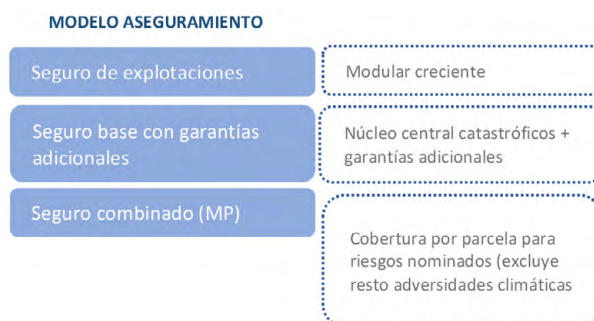 MODELO ASEGURAMIENTO
Seguro de explotaciones
Modular creciente
Seguro base con garantías
adicionales
Núcleo central catastróficos +
garantías adicionales
Seguro combinado (MP)
Cobertura por parcela para
riesgos nominados (excluye
resto adversidades climáticas